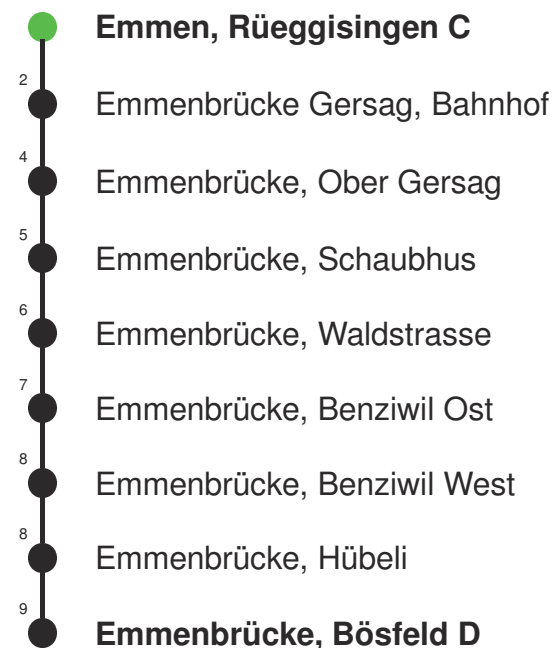 Emmen, Rüeggisingen C
2
Emmenbrücke Gersag, Bahnhof
4
Emmenbrücke, Ober Gersag
5
Emmenbrücke, Schaubhus
6
Emmenbrücke, Waldstrasse
7
Emmenbrücke, Benziwil Ost
8
Emmenbrücke, Benziwil West
8
Emmenbrücke, Hübeli
9
Emmenbrücke, Bösfeld D